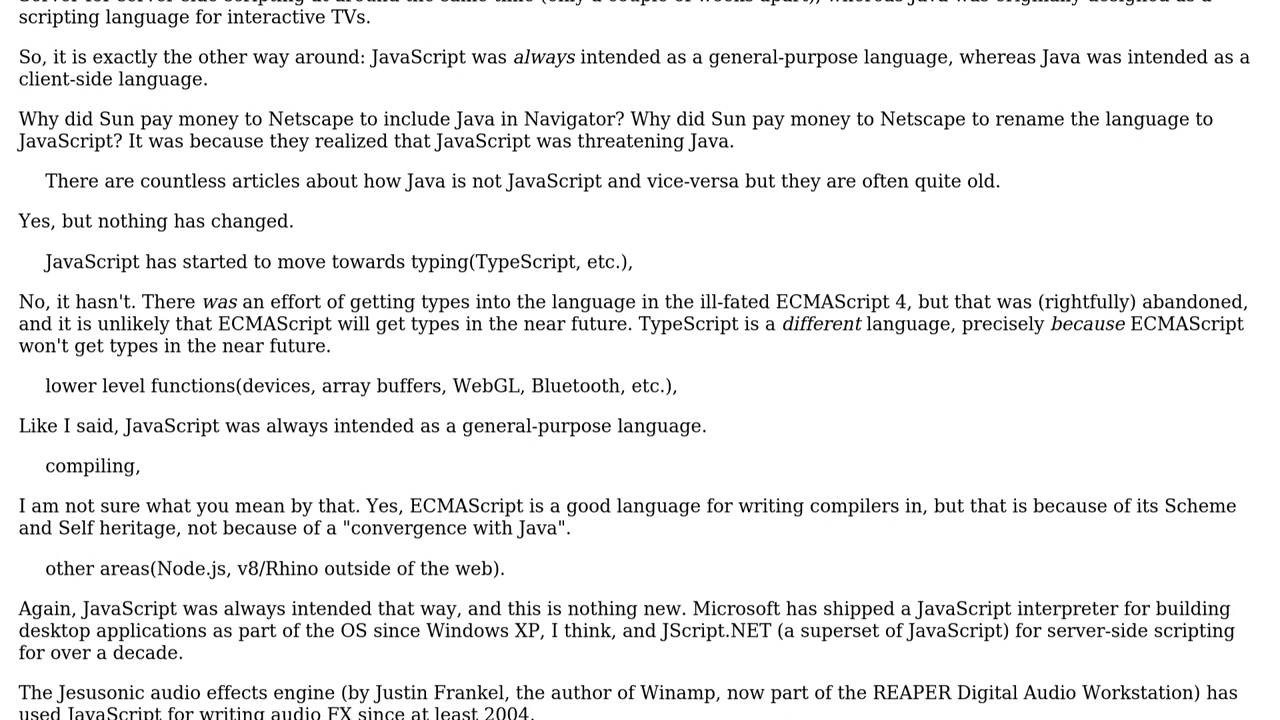 scripting language for interactive TVs.
So, it is exactly the other way around: JavaScript was always intended as a general-purpose language, whereas Java was intended as a
client-side language.
Why did Sun pay money to Netscape to include Java in Navigator? Why did Sun pay money to Netscape to rename the language to
JavaScript? It was because they realized that JavaScript was threatening Java.
There are countless articles about how Java is not JavaScript and vice-versa but they are often quite old.
Yes, but nothing has changed.
JavaScript has started to move towards typing(TypeScript, etc.),
No, it hasn't. There was an effort of getting types into the language in the ill-fated ECMAScript 4, but that was (rightfully) abandoned,
and it is unlikely that ECMAScript will get types in the near future. TypeScript is a different language, precisely because ECMAScript
won't get types in the near future.
lower level functions(devices, array buffers, WebGL, Bluetooth, etc.),
Like I said, JavaScript was always intended as a general-purpose language.
compiling,
I am not sure what you mean by that. Yes, ECMAScript is a good language for writing compilers in, but that is because of its Scheme
and Self heritage, not because of a "convergence with Java".
other areas(Node.js, v8/Rhino outside of the web).
Again, JavaScript was always intended that way, and this is nothing new. Microsoft has shipped a JavaScript interpreter for building
desktop applications as part of the OS since Windows XP, I think, and JScript.NET (a superset of JavaScript) for server-side scripting
for over a decade.
The Jesusonic audio effects engine (by Justin Frankel, the author of Winamp, now part of the REAPER Digital Audio Workstation) has
used JavaScript for writing audio FX since at least 2004.